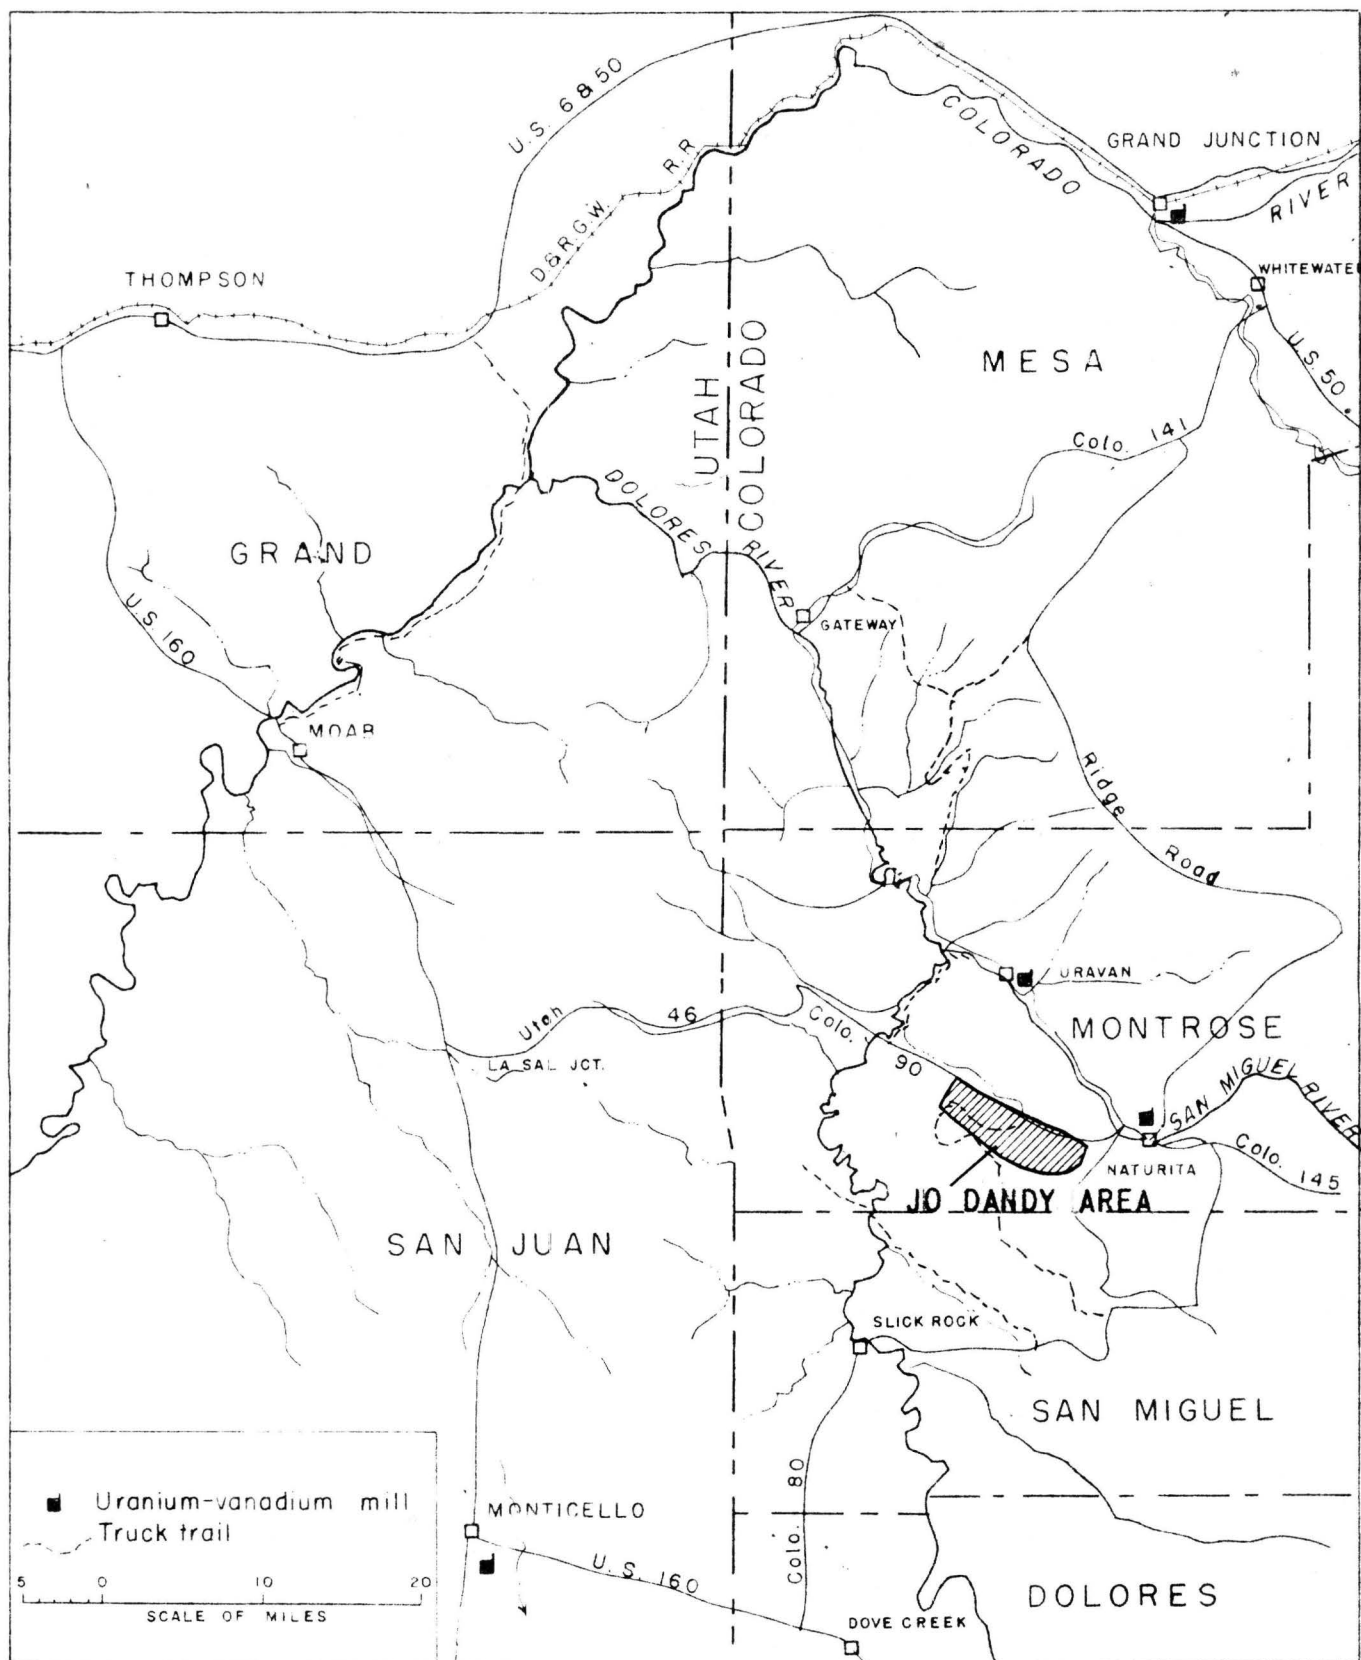 U.S. 6 & 50
COLORADO
GRAND JUNCTION
RIVER
D.& R.G.W. R.R.
THOMPSON
WHITEWATER
U.S. 50
MESA
UTAH
COLORADO
Colo. 141
DOLORES RIVER
GRAND
U.S. 160
GATEWAY
MOAB
Ridge Road
URAVAN
Utah 46
Colo. 90
MONTROSE
LA SAL JCT.
SAN MIGUEL RIVER
NATURITA
Colo. 145
JO DANDY AREA
SAN JUAN
SLICK ROCK
SAN MIGUEL
Colo. 80
Uranium-vanadium mill
Truck trail
MONTICELLO
U.S. 160
5 0 10 20
SCALE OF MILES
DOLORES
DOVE CREEK